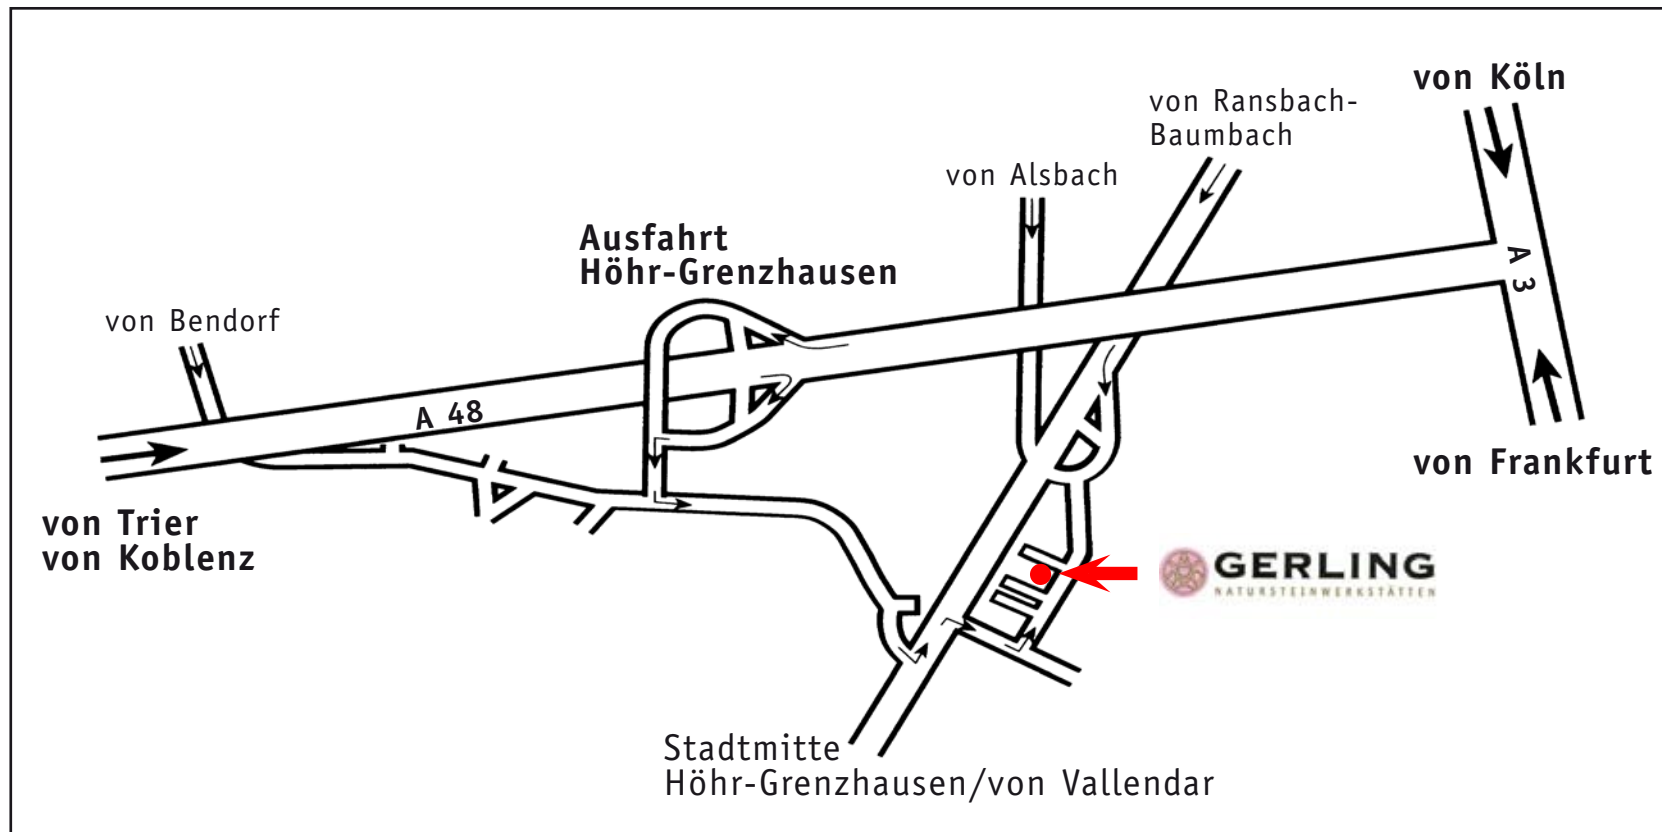 von Köln
von Ransbach-
Baumbach
von Alsbach
Ausfahrt
Höhr-Grenzhausen
A 3
von Bendorf
A 48
von Frankfurt
von Trier
von Koblenz
GERLING
NATURSTEINWERKSTÄTTEN
Stadtmitte
Höhr-Grenzhausen/von Vallendar